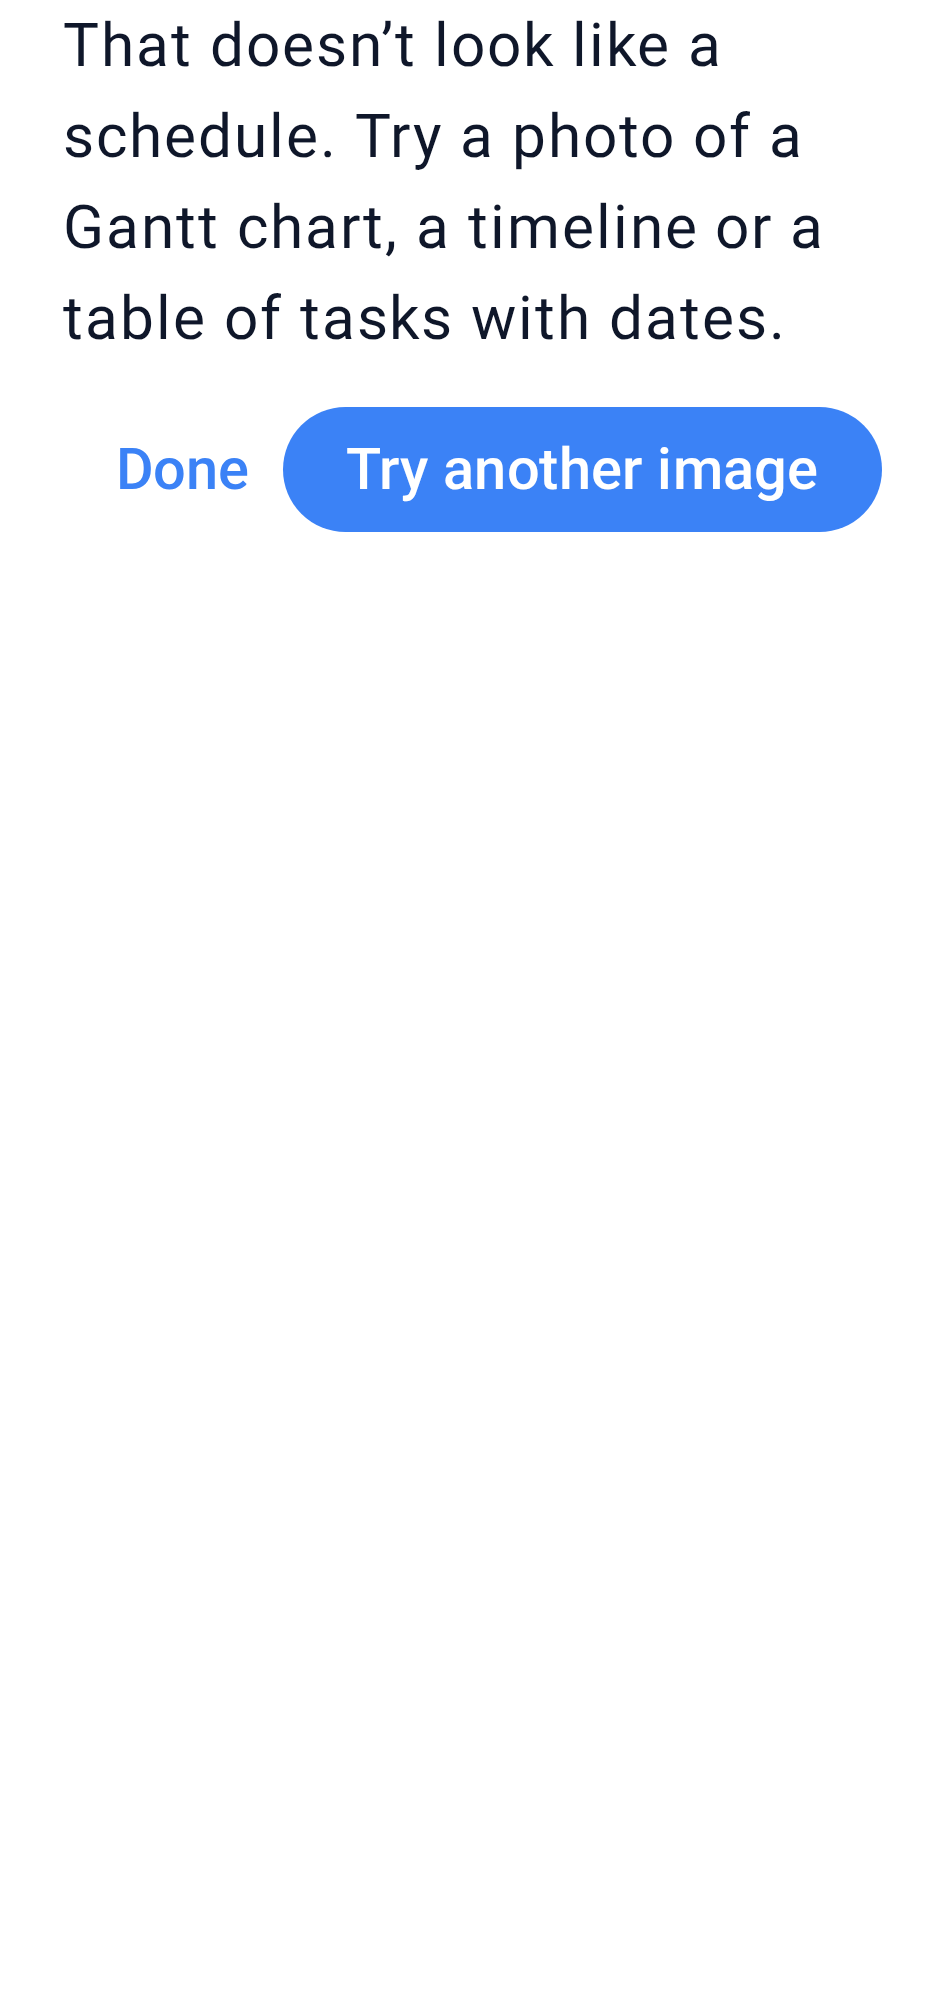 That doesn’t look like a
schedule. Try a photo of a
Gantt chart, a timeline or a
table of tasks with dates.
Done
Try another image